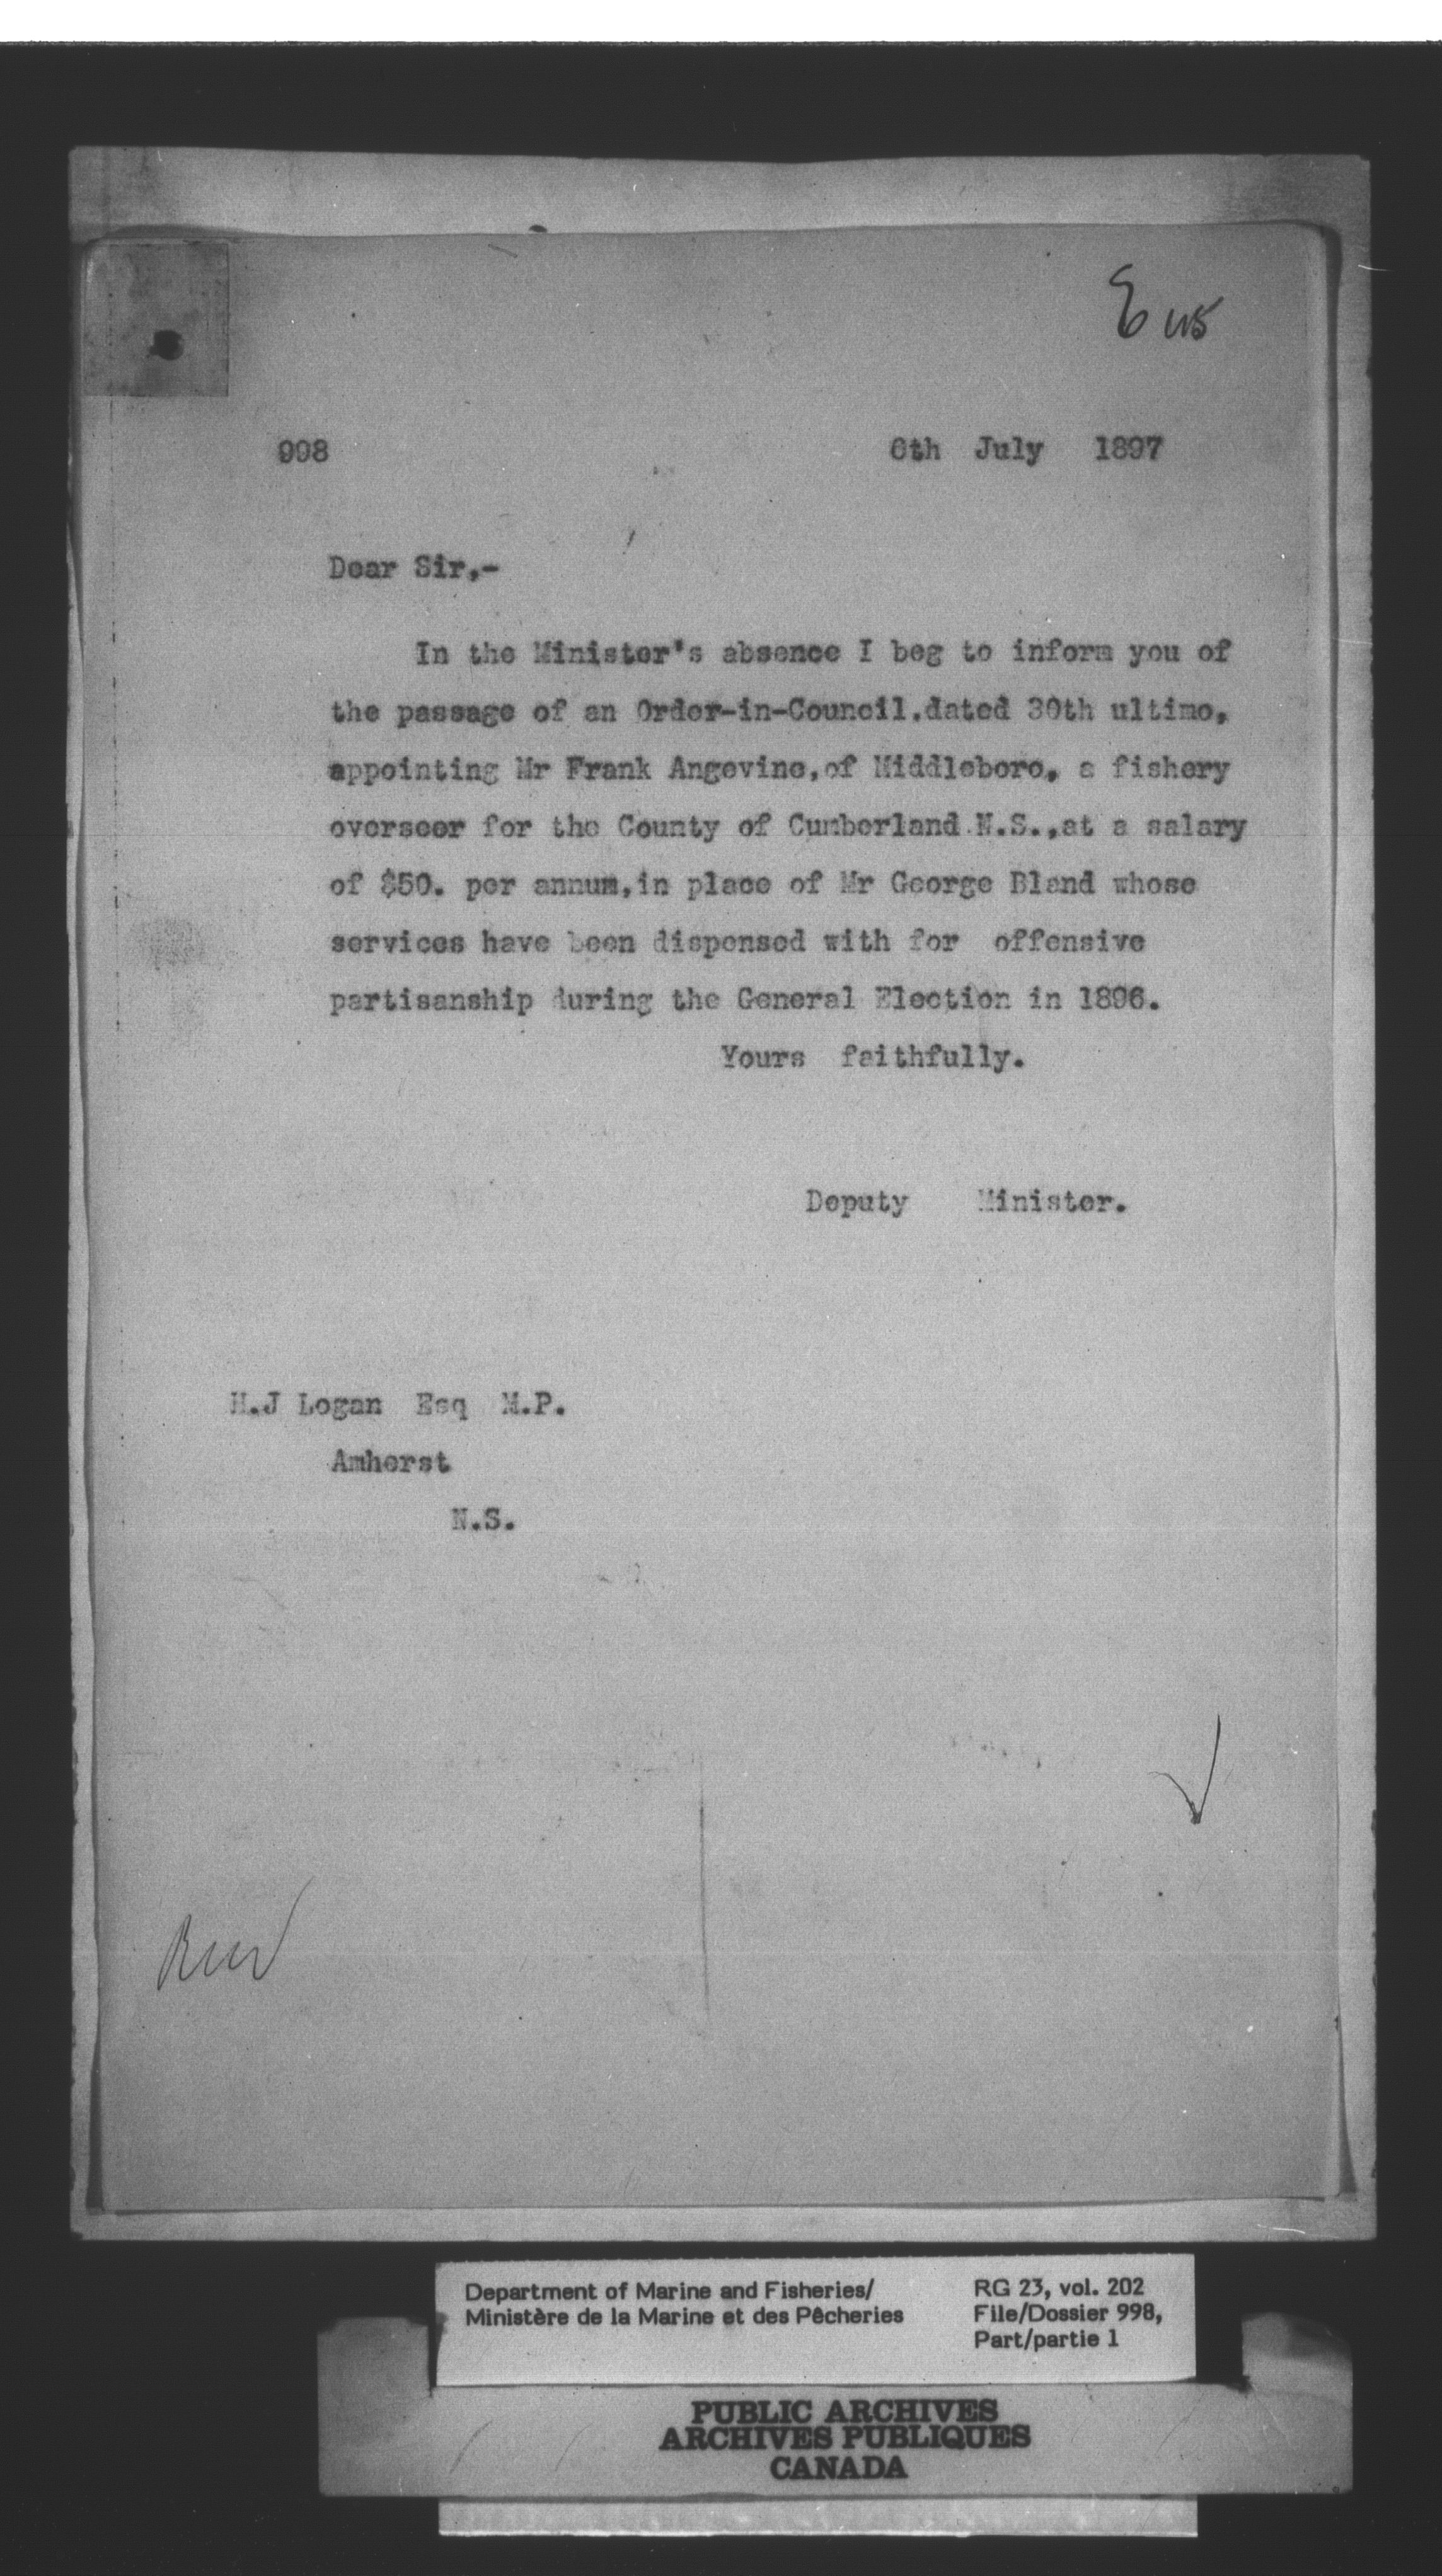 998 6th July 1897
Dear Sir,-
In the Minister's absence I beg to inform you of
the passage of an Order-in-Council.dated 30th ultimo,
appointing Mr Frank Angevine,of Middleboro, a fishery
overseer for the County of Cumberland N.S.,at a salary
of $50. per annum,in place of Mr George Bland whose
services have been dispensed with for offensive
partisanship during the General Election in 1896.
Yours faithfully.
Deputy Minister.
H.J Logan Esq M.P.
Amherst
N.S.
Department of Marine and Fisheries/
Ministère de la Marine et des Pêcheries
RG 23, vol. 202
File/Dossier 998,
Part/partie 1
PUBLIC ARCHIVES
ARCHIVES PUBLIQUES
CANADA